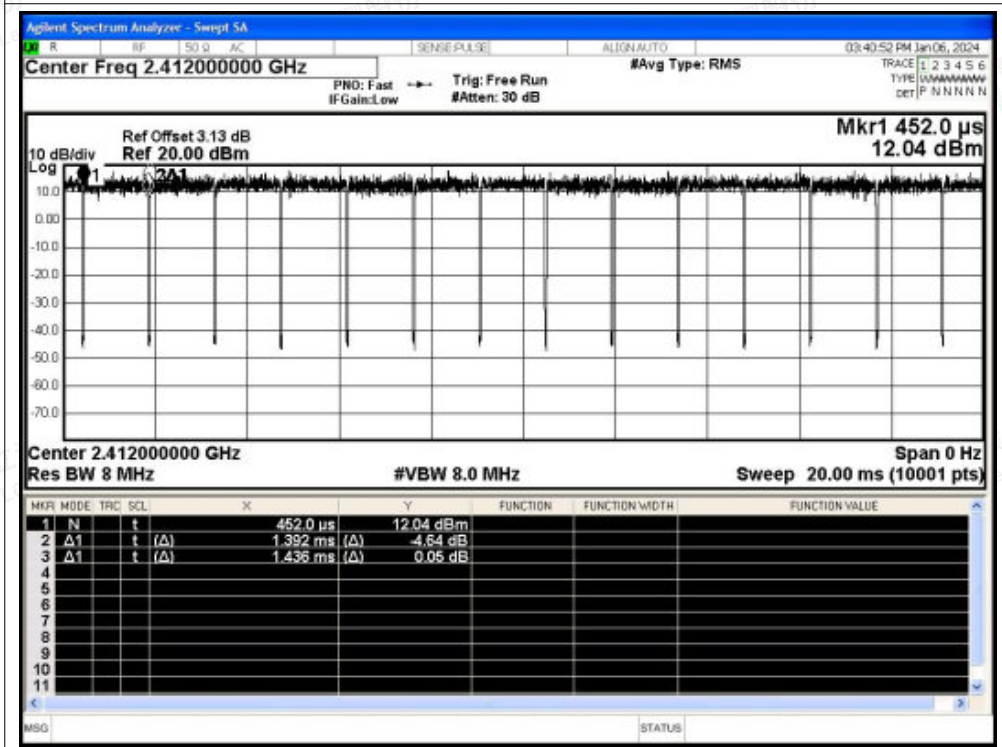 Agilent Spectrum Analyzer - Swept SA
R RF 50 Ω AC SENSE:PULSE ALIGN AUTO 03:40:52 PM Jan 06, 2024
Center Freq 2.412000000 GHz #Avg Type: RMS TRACE 1 2 3 4 5 6
PNO: Fast Trig: Free Run TYPE
IFGain:Low #Atten: 30 dB DET P N N N N N
Mkr1 452.0 µs
Ref Offset 3.13 dB
10 dB/div Ref 20.00 dBm 12.04 dBm
Log
1 2Δ1
10.0
0.00
-10.0
-20.0
-30.0
-40.0
-50.0
-60.0
-70.0
Center 2.412000000 GHz Span 0 Hz
Res BW 8 MHz #VBW 8.0 MHz Sweep 20.00 ms (10001 pts)
MKR MODE TRC SCL X Y FUNCTION FUNCTION WIDTH FUNCTION VALUE
1 N t 452.0 µs 12.04 dBm
2 Δ1 t (Δ) 1.392 ms (Δ) -4.64 dB
3 Δ1 t (Δ) 1.436 ms (Δ) 0.05 dB
4
5
6
7
8
9
10
11
MSG STATUS